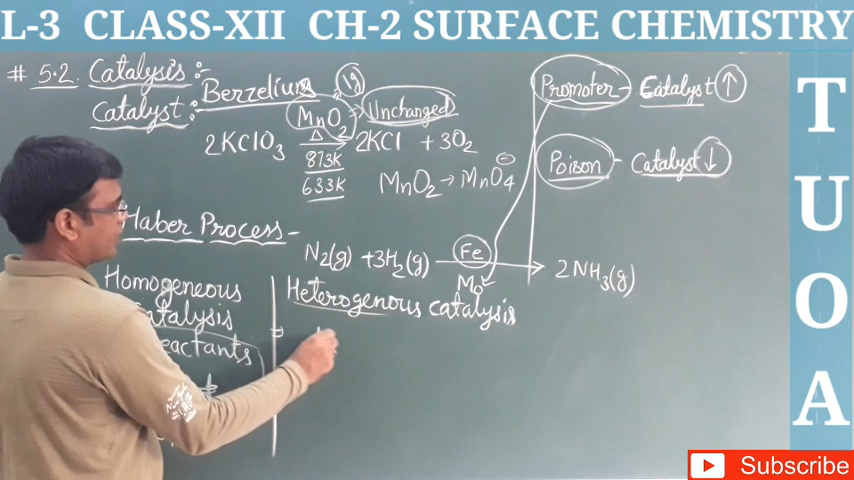 L-3 CLASS-XII CH-2 SURFACE CHEMISTRY
# 5.2. Catalysis :-
Catalyst :- Berzelius
1g
MnO2 → Unchanged
2KClO3 Δ 2KCl + 3O2
873K
633K MnO2 → MnO4⊖
Promoter - Catalyst ↑
Poison - Catalyst ↓
Haber Process -
N2(g) + 3H2(g) Fe → 2NH3(g)
Mo
Homogeneous
Catalysis
Reactants
Heterogenous catalysis
=
TUOA
Subscribe